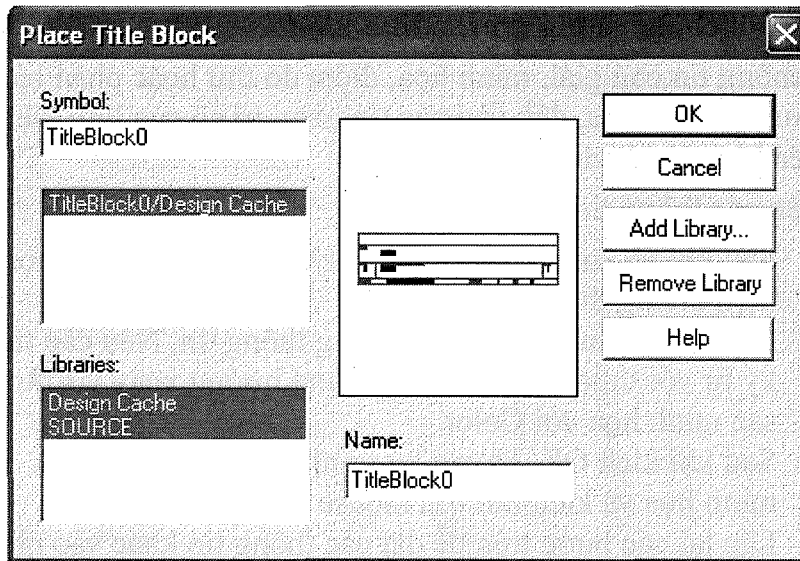 Place Title Block
Symbol:
TitleBlock0
TitleBlock0/Design Cache
Libraries:
Design Cache
SOURCE
Name:
TitleBlock0
OK
Cancel
Add Library...
Remove Library
Help